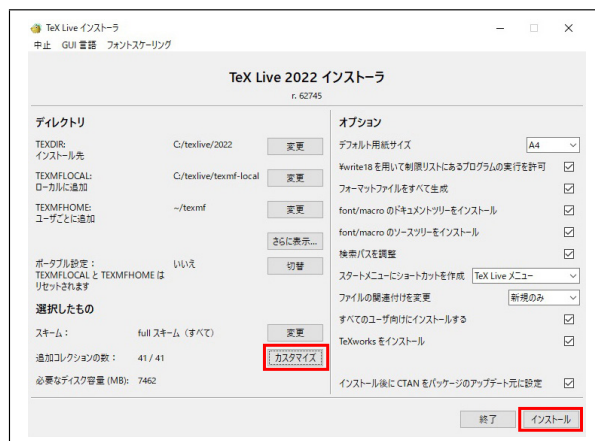 TeX Live インストーラ
中止 GUI 言語 フォントスケーリング
TeX Live 2022 インストーラ
r. 62745
ディレクトリ
TEXDIR: C:/texlive/2022 変更
インストール先
TEXMFLOCAL: C:/texlive/texmf-local 変更
ローカルに追加
TEXMFHOME: ~/texmf 変更
ユーザごとに追加
さらに表示...
ポータブル設定： いいえ 切替
TEXMFLOCAL と TEXMFHOME は
リセットされます
選択したもの
スキーム： full スキーム（すべて） 変更
追加コレクションの数： 41 / 41 カスタマイズ
必要なディスク容量 (MB): 7462
オプション
デフォルト用紙サイズ A4
¥write18 を用いて制限リストにあるプログラムの実行を許可
フォーマットファイルをすべて生成
font/macro のドキュメントツリーをインストール
font/macro のソースツリーをインストール
検索パスを調整
スタートメニューにショートカットを作成 TeX Live メニュー
ファイルの関連付けを変更 新規のみ
すべてのユーザ向けにインストールする
TeXworks をインストール
インストール後に CTAN をパッケージのアップデート元に設定
終了 インストール